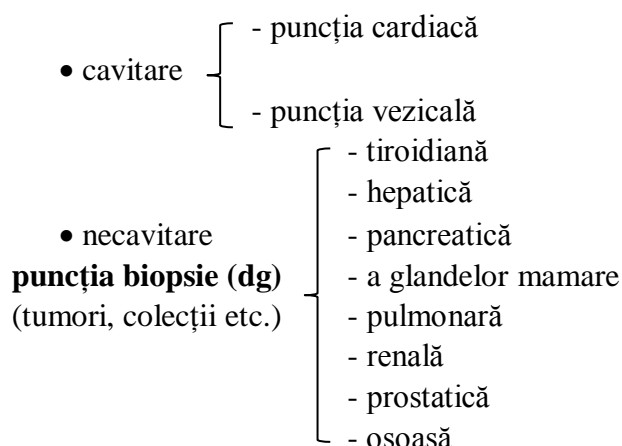 - puncția cardiacă
• cavitare
- puncția vezicală
- tiroidiană
- hepatică
• necavitare - pancreatică
puncția biopsie (dg) - a glandelor mamare
(tumori, colecții etc.) - pulmonară
- renală
- prostatică
- osoasă